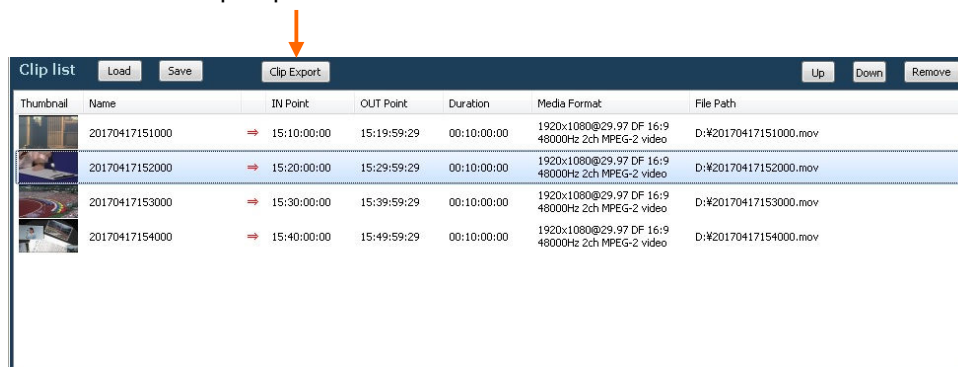 Clip list Load Save Clip Export Up Down Remove
Thumbnail Name IN Point OUT Point Duration Media Format File Path
20170417151000 ⇒ 15:10:00:00 15:19:59:29 00:10:00:00 1920x1080@29.97 DF 16:9
48000Hz 2ch MPEG-2 video D:¥20170417151000.mov
20170417152000 ⇒ 15:20:00:00 15:29:59:29 00:10:00:00 1920x1080@29.97 DF 16:9
48000Hz 2ch MPEG-2 video D:¥20170417152000.mov
20170417153000 ⇒ 15:30:00:00 15:39:59:29 00:10:00:00 1920x1080@29.97 DF 16:9
48000Hz 2ch MPEG-2 video D:¥20170417153000.mov
20170417154000 ⇒ 15:40:00:00 15:49:59:29 00:10:00:00 1920x1080@29.97 DF 16:9
48000Hz 2ch MPEG-2 video D:¥20170417154000.mov